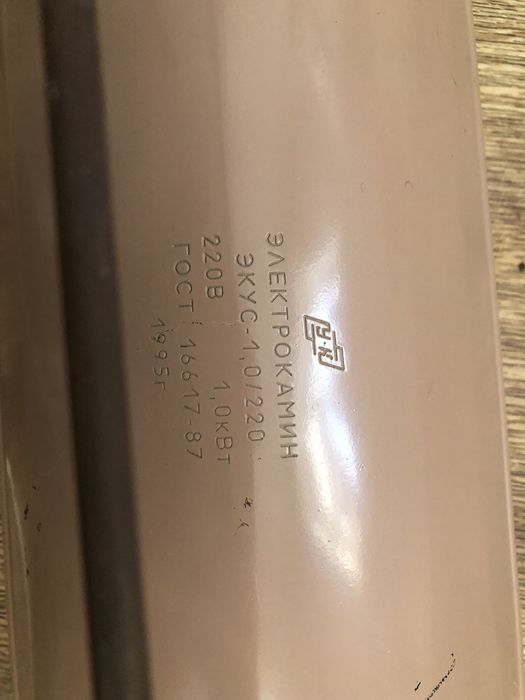 У·К
ЭЛЕКТРОКАМИН
ЭКУС-1,0/220
220В 1,0кВт
ГОСТ 16617-87
1995г